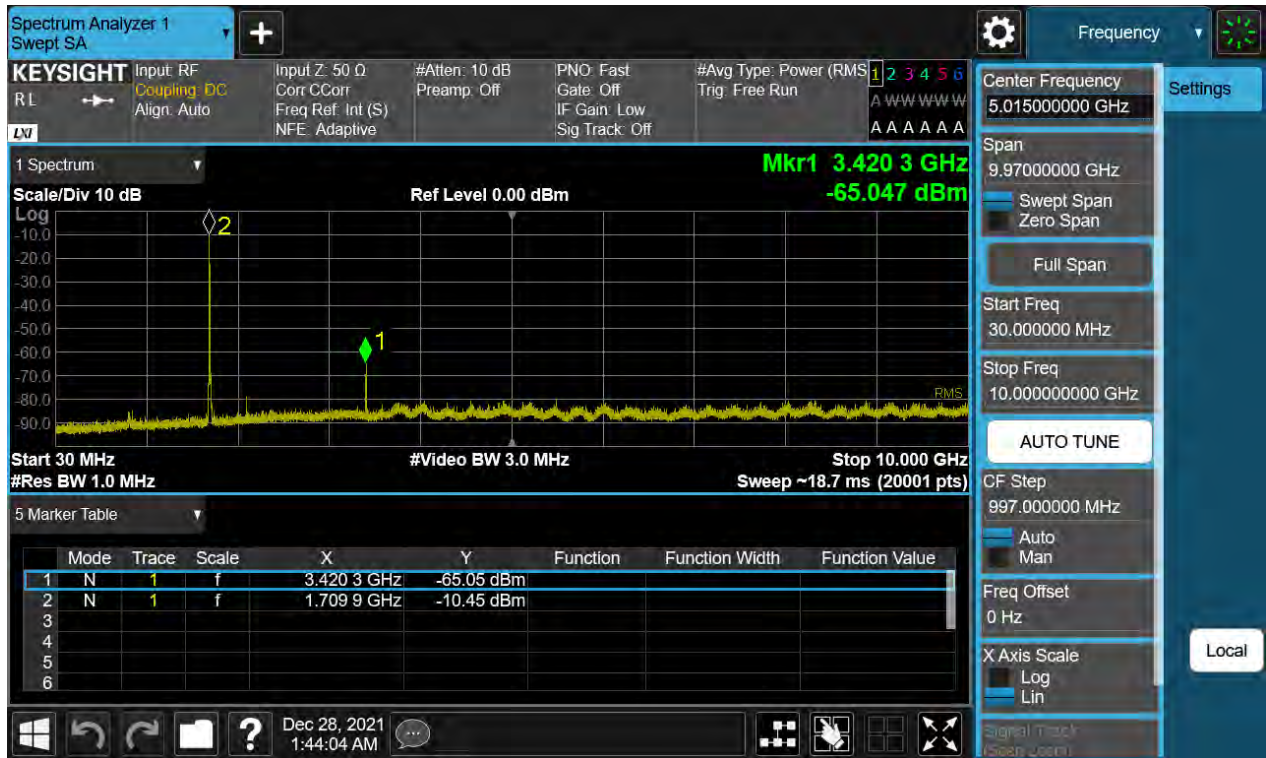 Spectrum Analyzer 1
Swept SA
+
Frequency
KEYSIGHT
RL
LXI
Input: RF
Coupling: DC
Align: Auto
Input Z: 50 Ω
Corr CCorr
Freq Ref: Int (S)
NFE: Adaptive
#Atten: 10 dB
Preamp: Off
PNO: Fast
Gate: Off
IF Gain: Low
Sig Track: Off
#Avg Type: Power (RMS
Trig: Free Run
1 2 3 4 5 6
A W W W W W
A A A A A A
1 Spectrum
Scale/Div 10 dB
Ref Level 0.00 dBm
Mkr1 3.420 3 GHz
-65.047 dBm
Log
-10.0
-20.0
-30.0
-40.0
-50.0
-60.0
-70.0
-80.0
-90.0
2
1
RMS
Start 30 MHz
#Video BW 3.0 MHz
Stop 10.000 GHz
#Res BW 1.0 MHz
Sweep ~18.7 ms (20001 pts)
5 Marker Table
Mode Trace Scale X Y Function Function Width Function Value
1 N 1 f 3.420 3 GHz -65.05 dBm
2 N 1 f 1.709 9 GHz -10.45 dBm
3
4
5
6
?
Dec 28, 2021
1:44:04 AM
Center Frequency
5.015000000 GHz
Settings
Span
9.97000000 GHz
Swept Span
Zero Span
Full Span
Start Freq
30.000000 MHz
Stop Freq
10.000000000 GHz
AUTO TUNE
CF Step
997.000000 MHz
Auto
Man
Freq Offset
0 Hz
X Axis Scale
Log
Lin
Local
Signal Track
(Span Zoom)